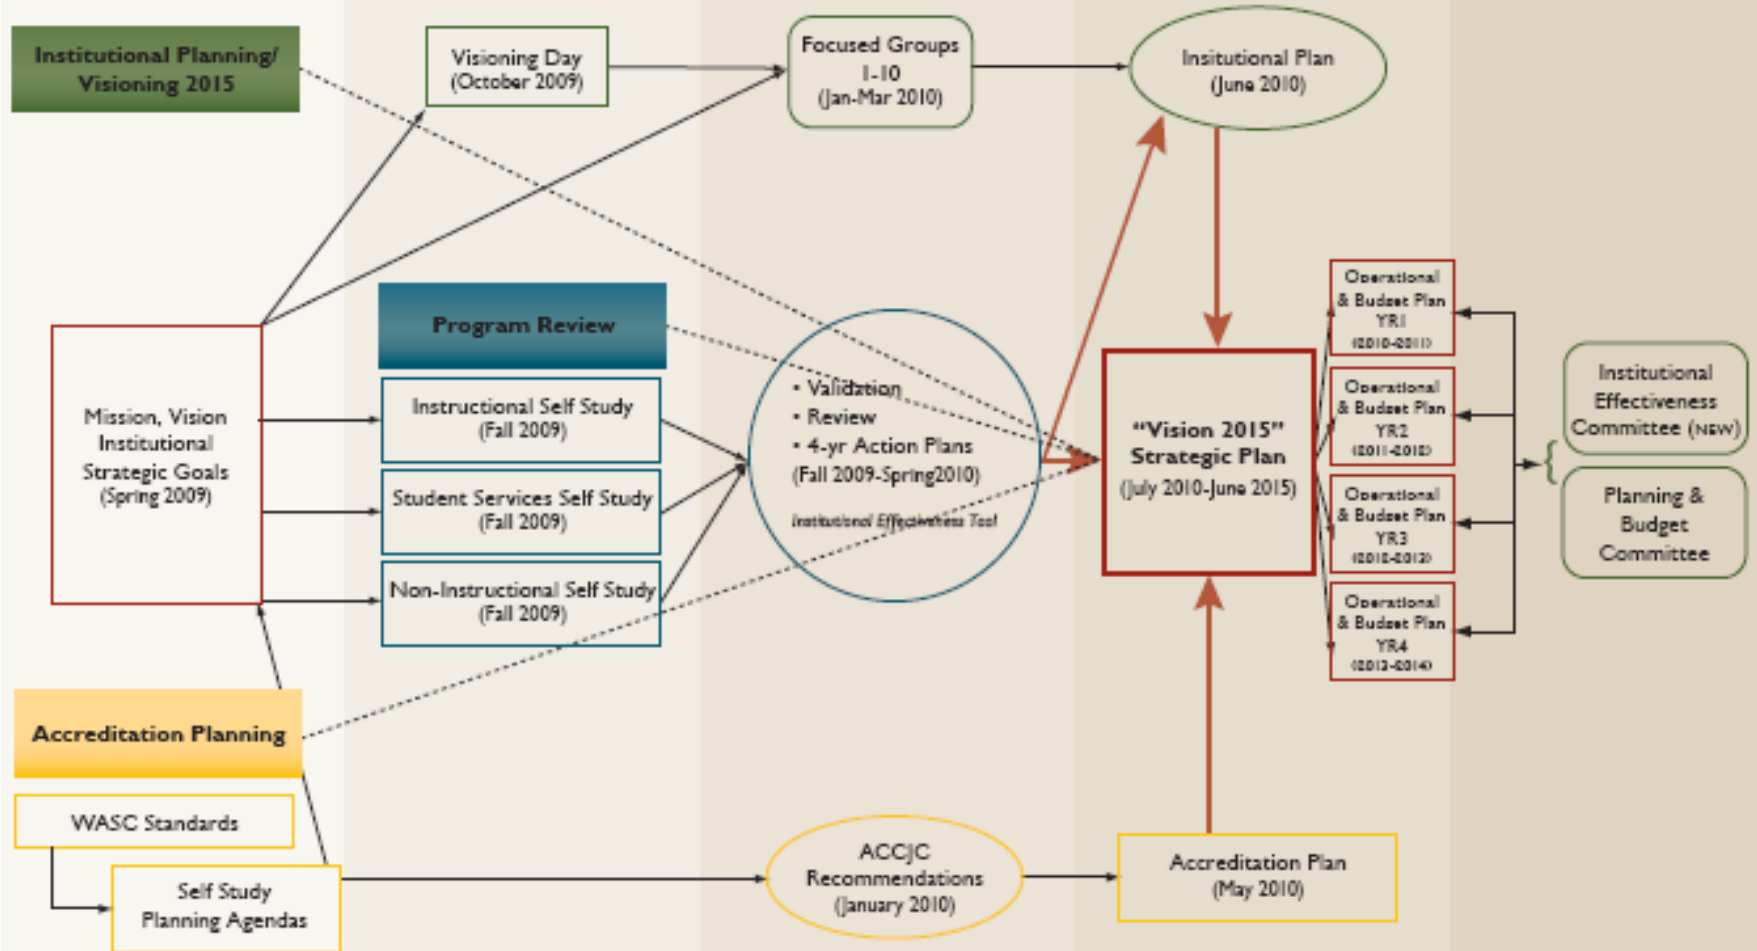 Institutional Planning/
Visioning 2015
Visioning Day
(October 2009)
Focused Groups
1-10
(Jan-Mar 2010)
Insitutional Plan
(June 2010)
Program Review
Mission, Vision
Institutional
Strategic Goals
(Spring 2009)
Instructional Self Study
(Fall 2009)
Student Services Self Study
(Fall 2009)
Non-Instructional Self Study
(Fall 2009)
▪ Validation
▪ Review
▪ 4-yr Action Plans
(Fall 2009-Spring2010)
Institutional Effectiveness Tool
“Vision 2015”
Strategic Plan
(July 2010-June 2015)
Operational
& Budget Plan
YR1
(2010-2011)
Operational
& Budget Plan
YR2
(2011-2012)
Operational
& Budget Plan
YR3
(2012-2013)
Operational
& Budget Plan
YR4
(2013-2014)
Institutional
Effectiveness
Committee (NEW)
Planning &
Budget
Committee
Accreditation Planning
WASC Standards
Self Study
Planning Agendas
ACCJC
Recommendations
(January 2010)
Accreditation Plan
(May 2010)